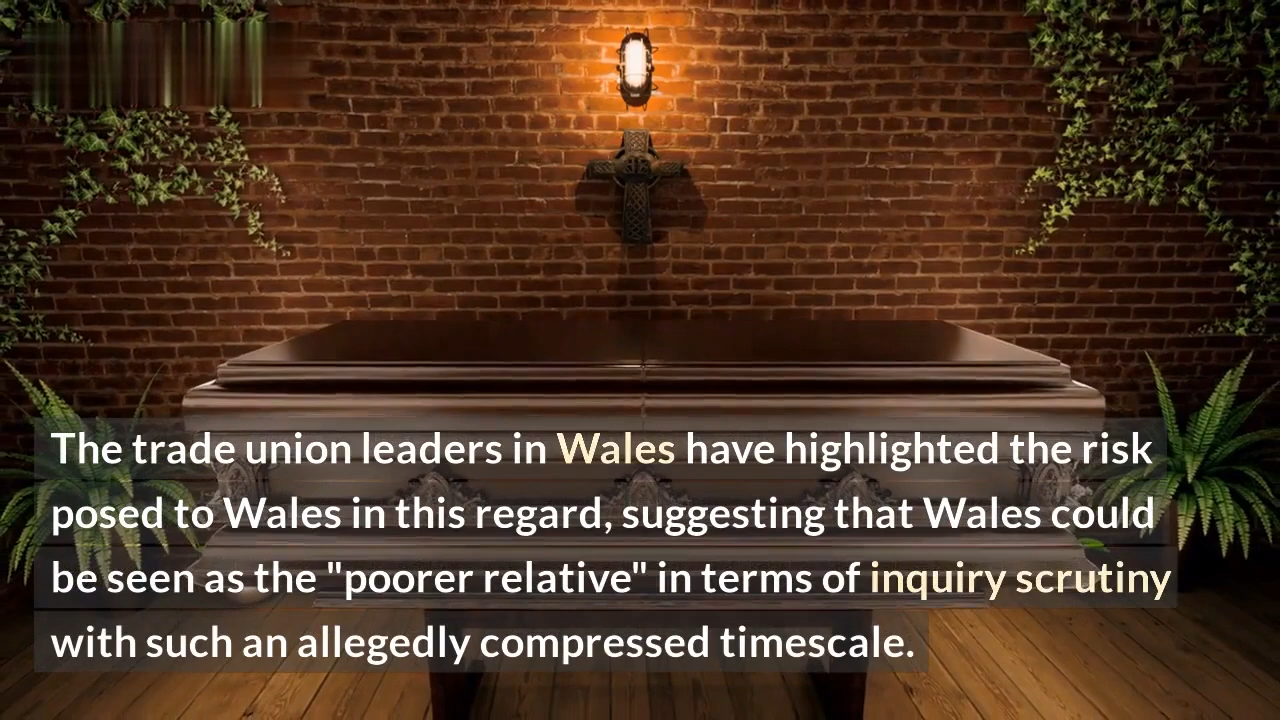 The trade union leaders in Wales have highlighted the risk
posed to Wales in this regard, suggesting that Wales could
be seen as the "poorer relative" in terms of inquiry scrutiny
with such an allegedly compressed timescale.